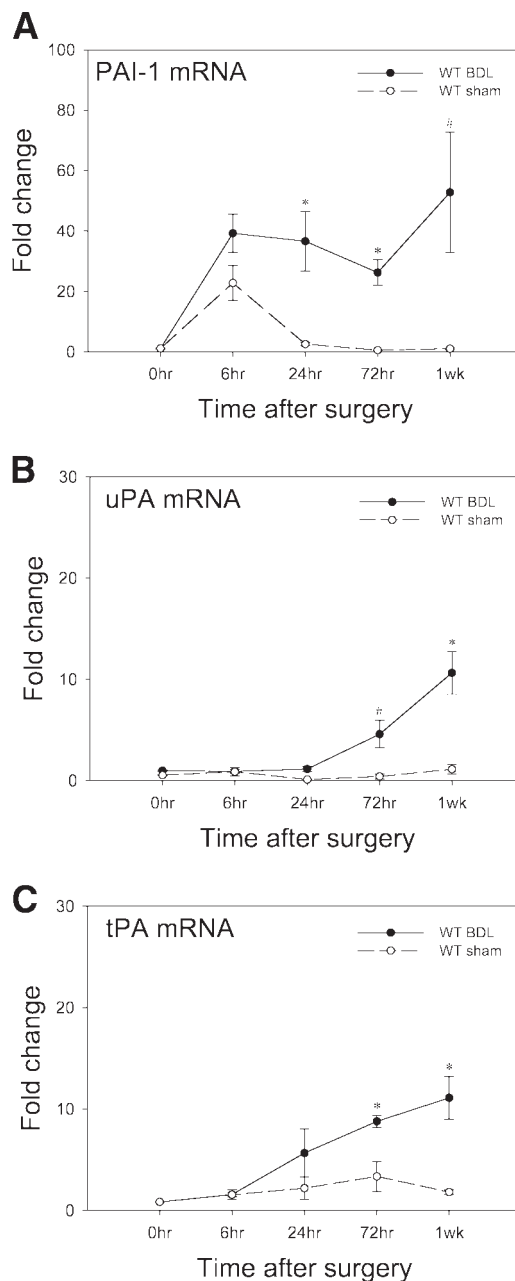 A
PAI-1 mRNA
WT BDL
WT sham
100
80
60
40
20
0
Fold change
*
*
#
0hr
6hr
24hr
72hr
1wk
Time after surgery
B
uPA mRNA
WT BDL
WT sham
30
20
10
0
Fold change
#
*
0hr
6hr
24hr
72hr
1wk
Time after surgery
C
tPA mRNA
WT BDL
WT sham
30
20
10
0
Fold change
*
*
0hr
6hr
24hr
72hr
1wk
Time after surgery